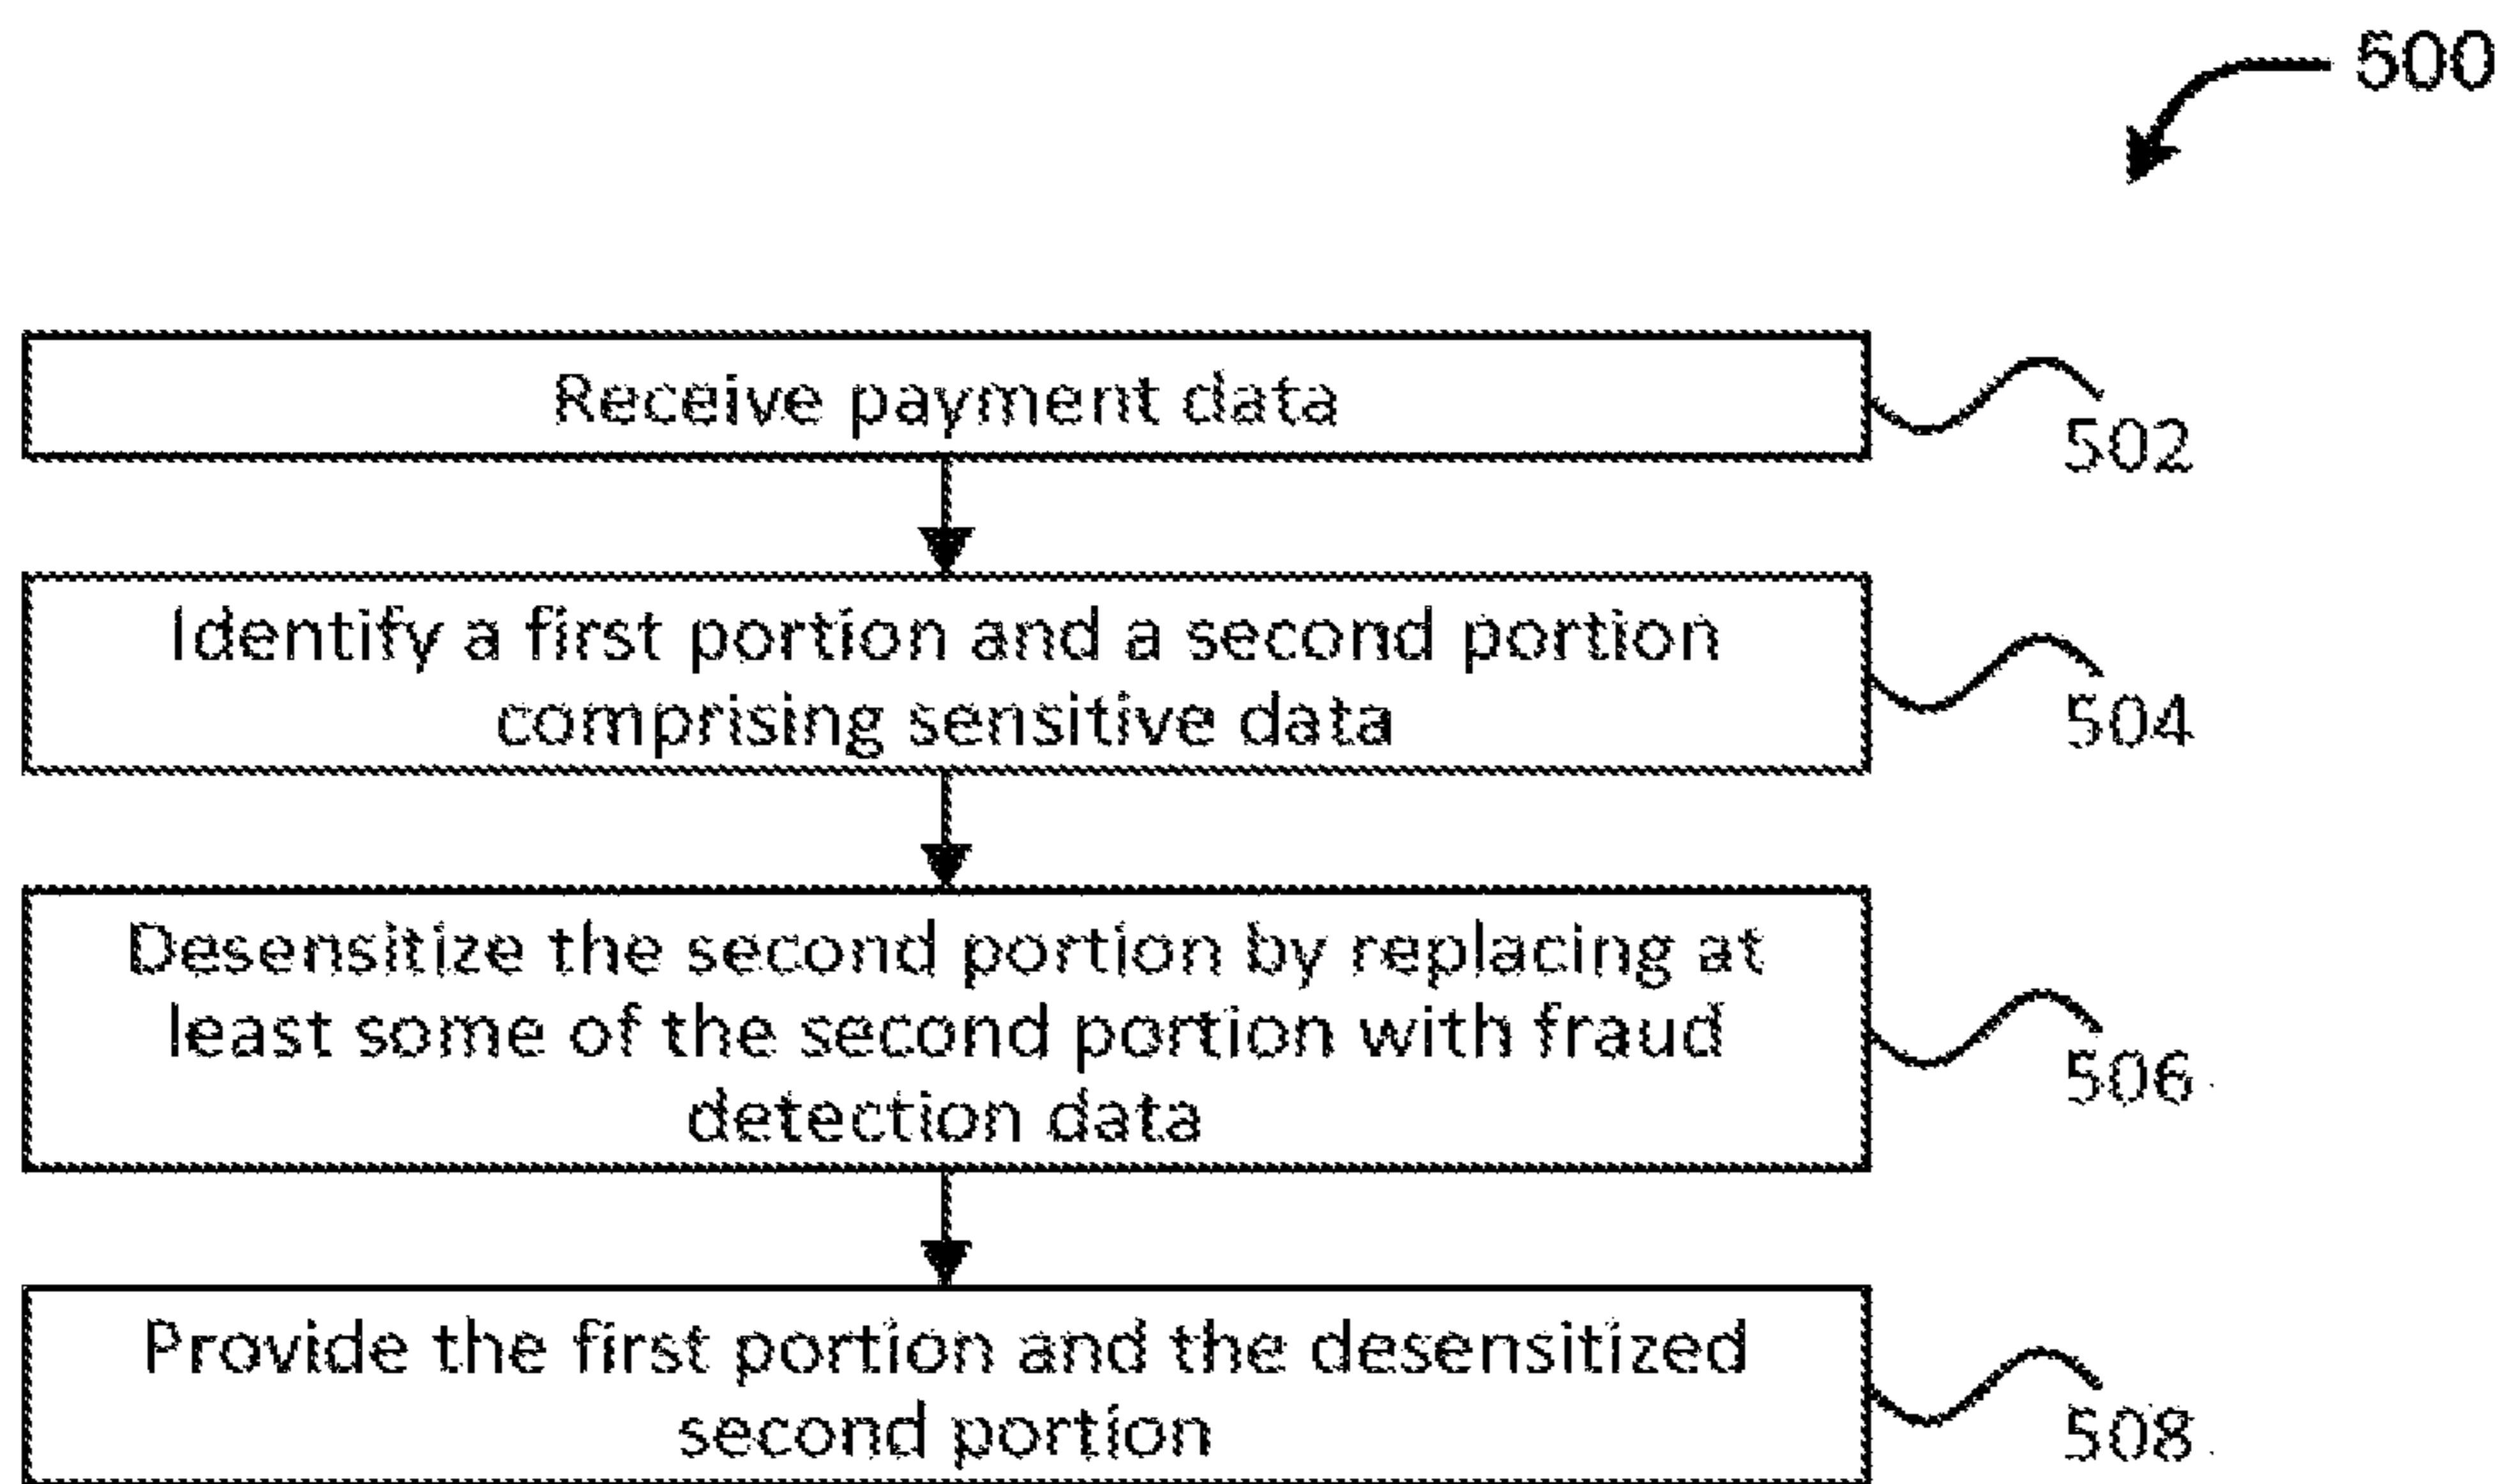 500
Receive payment data
502
Identify a first portion and a second portion
comprising sensitive data
504
Desensitize the second portion by replacing at
least some of the second portion with fraud
detection data
506
Provide the first portion and the desensitized
second portion
508